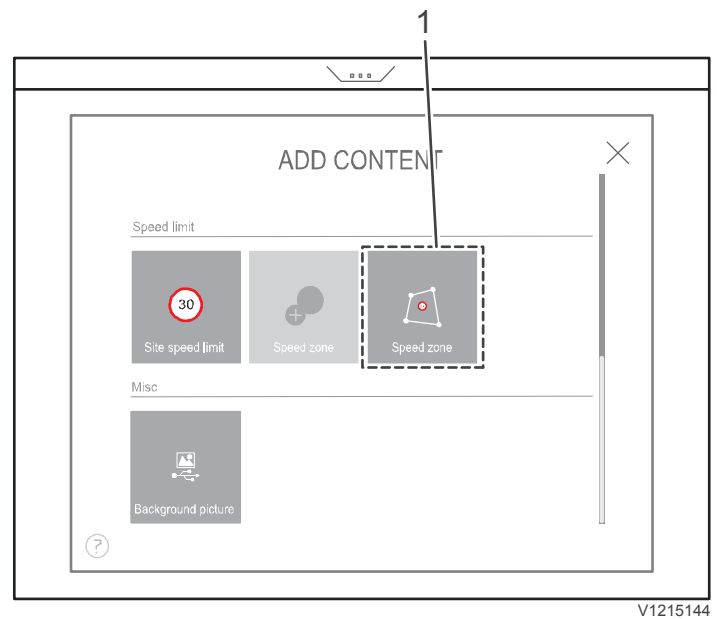 1
ADD CONTENT
Speed limit
30
Site speed limit
Speed zone
Speed zone
Misc
Background picture
?
V1215144